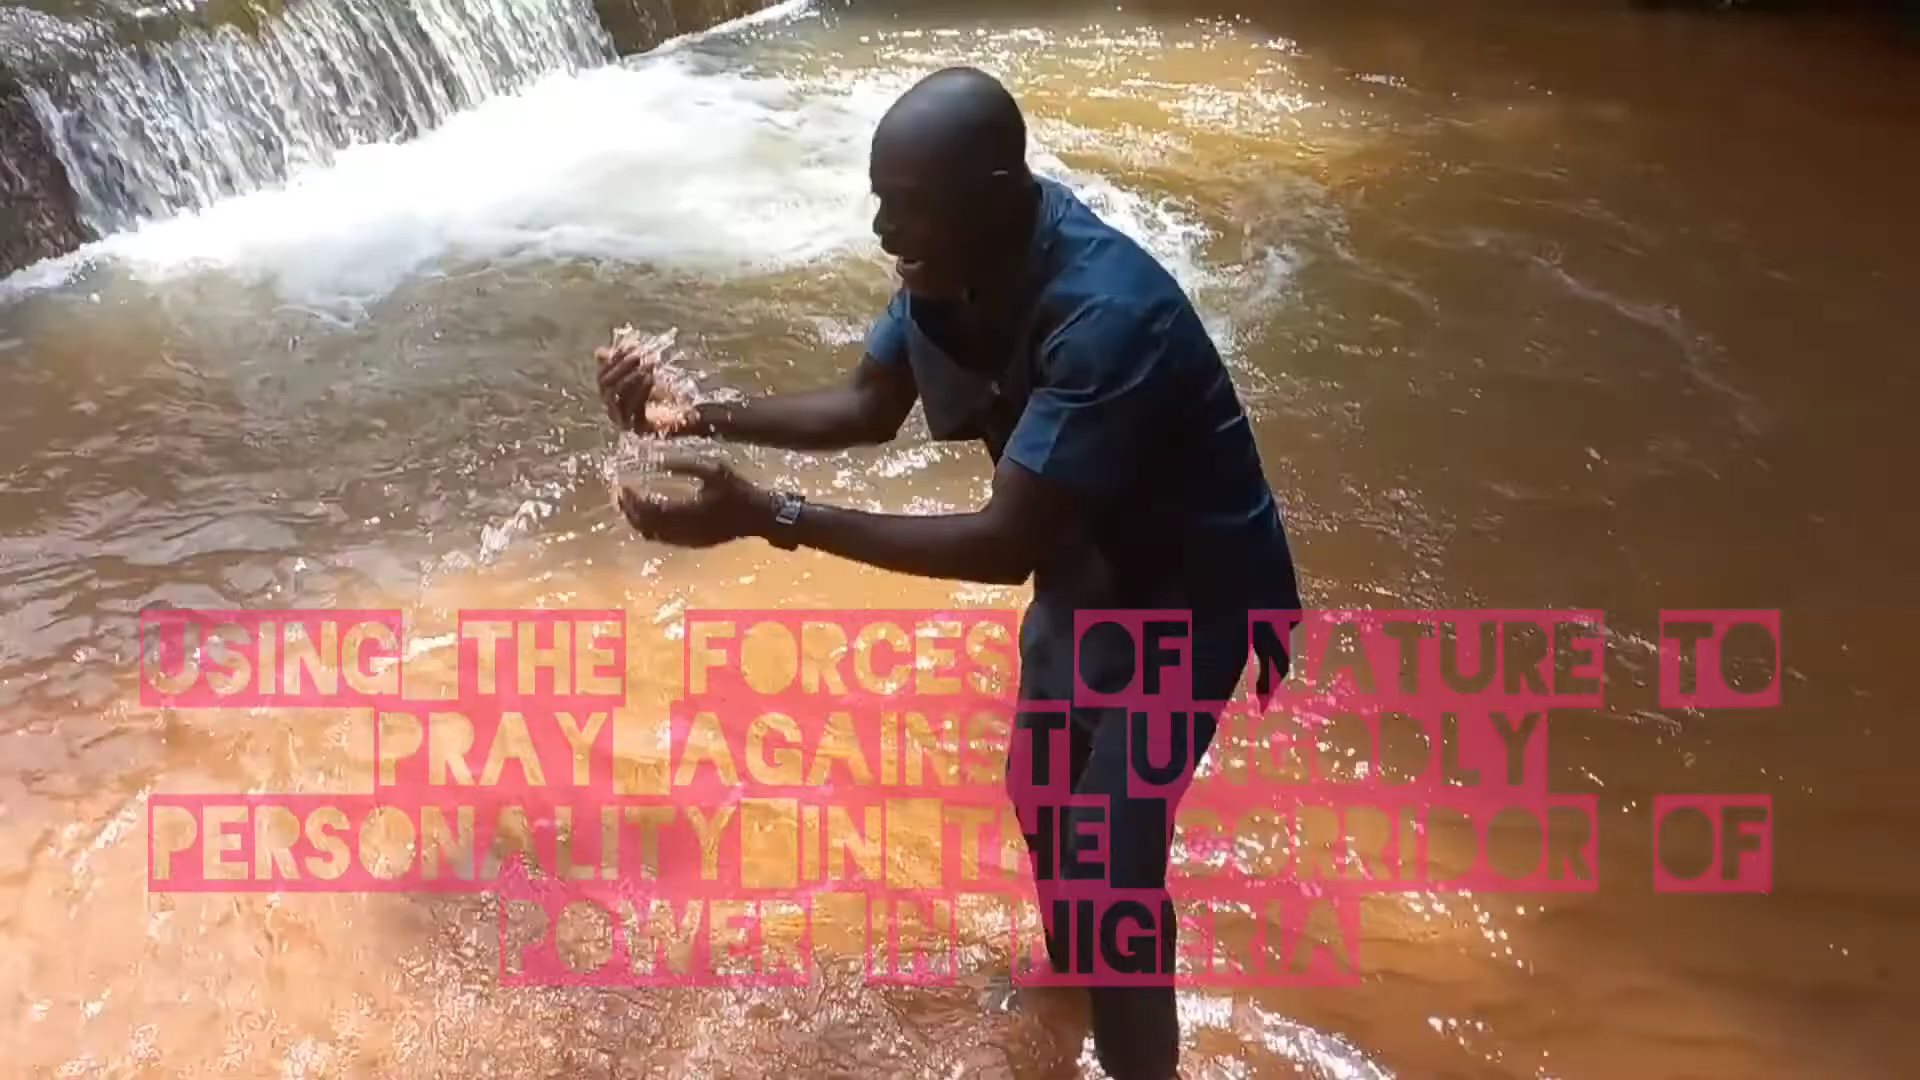 USING THE FORCES OF NATURE TO
PRAY AGAINST UNGODLY
PERSONALITY IN THE CORRIDOR OF
POWER IN NIGERIA